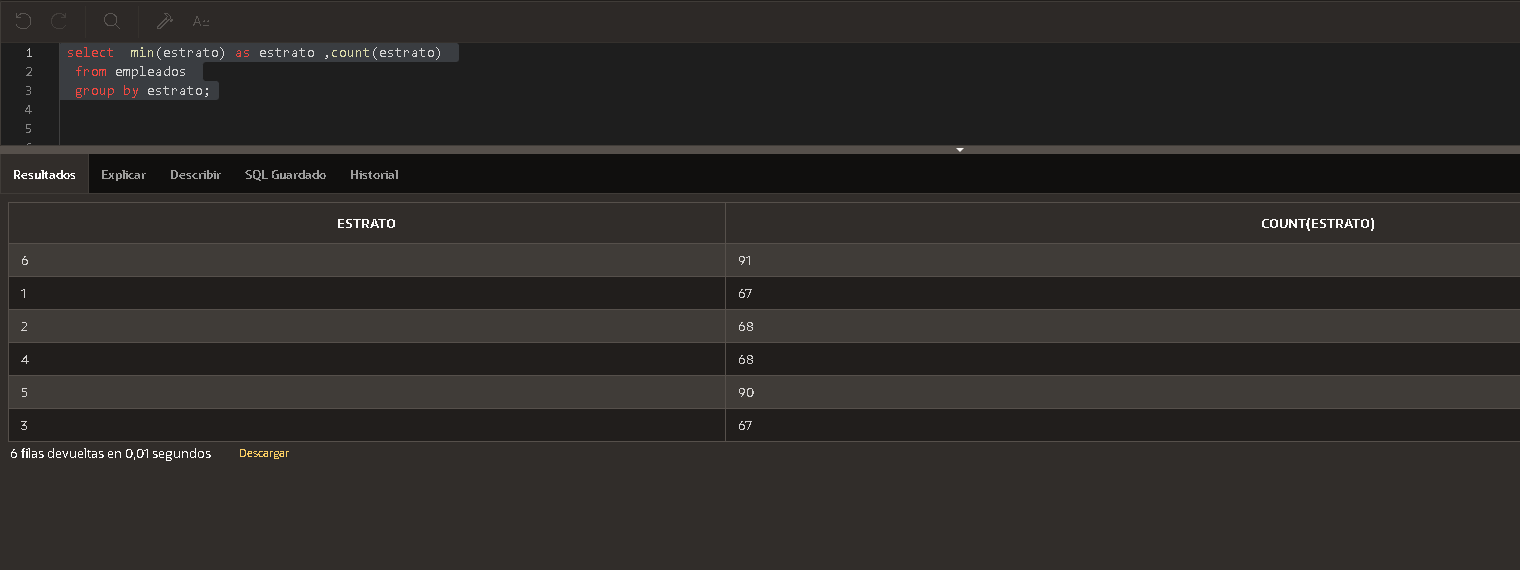 A::
1 select  min(estrato) as estrato ,count(estrato)
2 from empleados
3 group by estrato;
4
5
Resultados Explicar Describir SQL Guardado Historial
ESTRATO COUNT(ESTRATO)
6 91
1 67
2 68
4 68
5 90
3 67
6 filas devueltas en 0,01 segundos Descargar